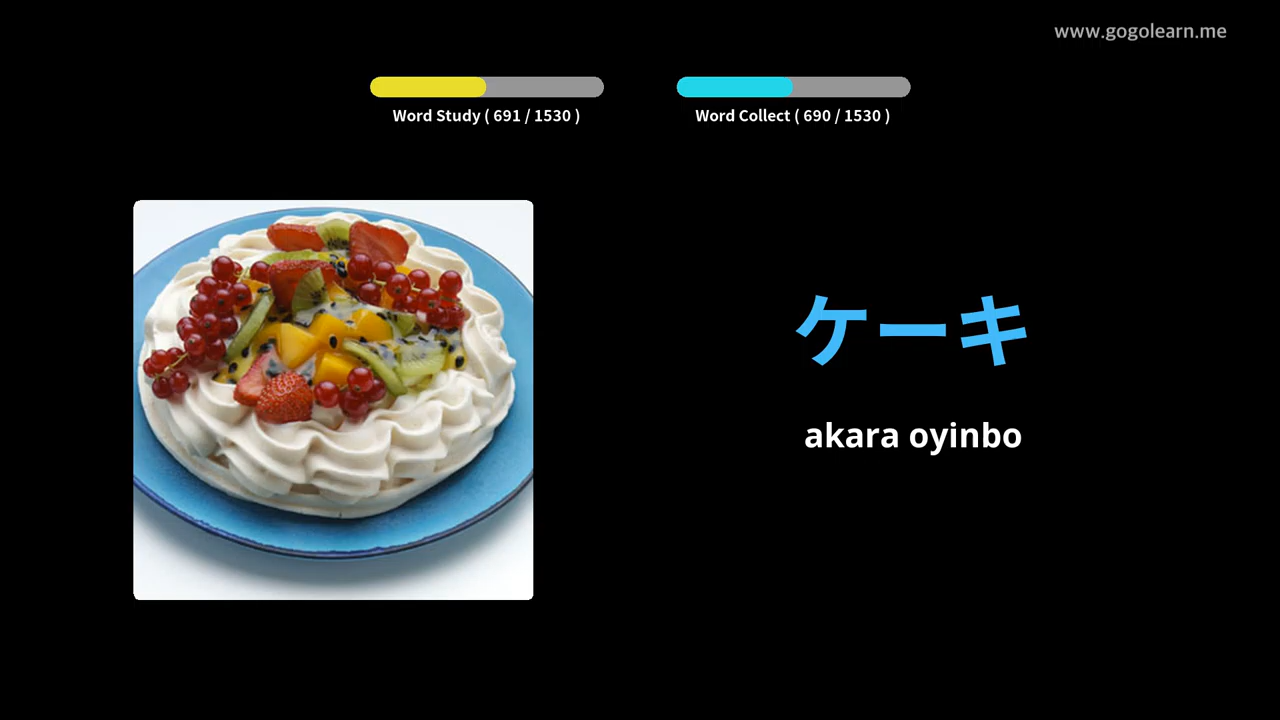 www.gogolearn.me
Word Study ( 691 / 1530 )
Word Collect ( 690 / 1530 )
ケーキ
akara oyinbo